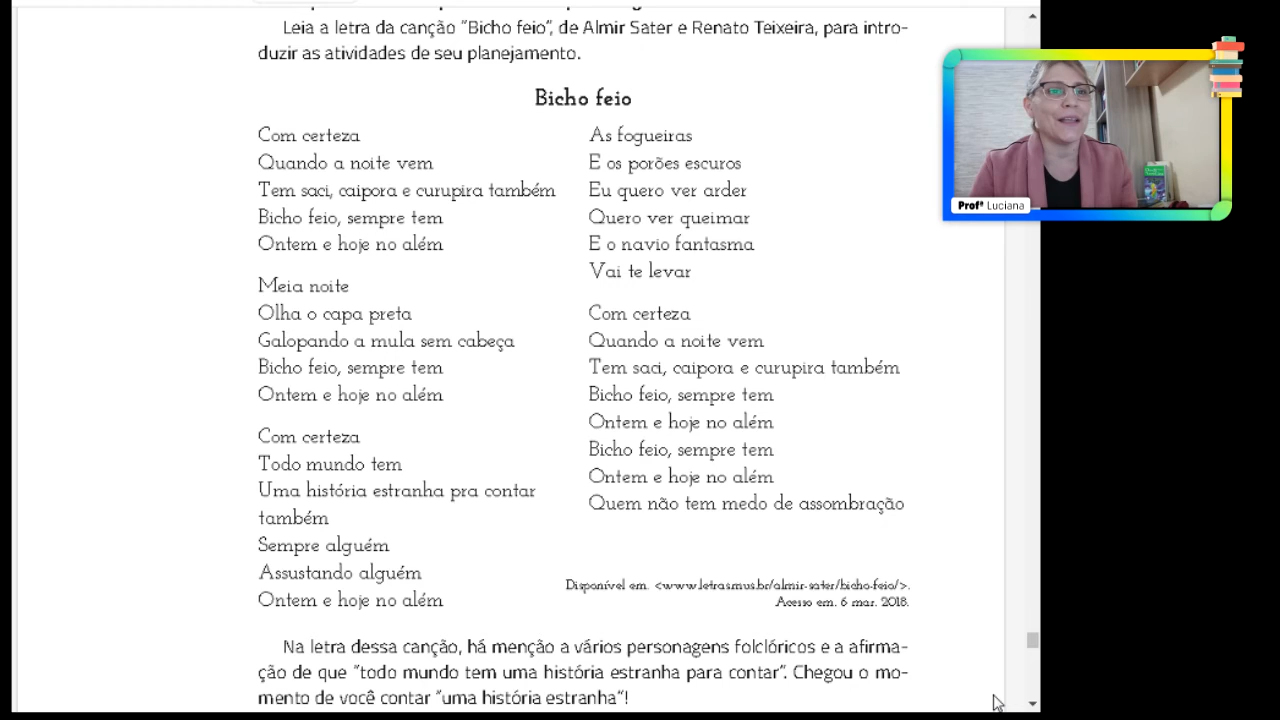 Leia a letra da canção “Bicho feio”, de Almir Sater e Renato Teixeira, para intro-
duzir as atividades de seu planejamento.
Bicho feio
Com certeza
Quando a noite vem
Tem saci, caipora e curupira também
Bicho feio, sempre tem
Ontem e hoje no além
Meia noite
Olha o capa preta
Galopando a mula sem cabeça
Bicho feio, sempre tem
Ontem e hoje no além
Com certeza
Todo mundo tem
Uma história estranha pra contar
também
Sempre alguém
Assustando alguém
Ontem e hoje no além
As fogueiras
E os porões escuros
Eu quero ver arder
Quero ver queimar
E o navio fantasma
Vai te levar
Com certeza
Quando a noite vem
Tem saci, caipora e curupira também
Bicho feio, sempre tem
Ontem e hoje no além
Bicho feio, sempre tem
Ontem e hoje no além
Quem não tem medo de assombração
Disponível em: <www.letras.mus.br/almir-sater/bicho-feio/>.
Acesso em: 6 mar. 2018.
Na letra dessa canção, há menção a vários personagens folclóricos e a afirma-
ção de que “todo mundo tem uma história estranha para contar”. Chegou o mo-
mento de você contar “uma história estranha”!
Profª Luciana